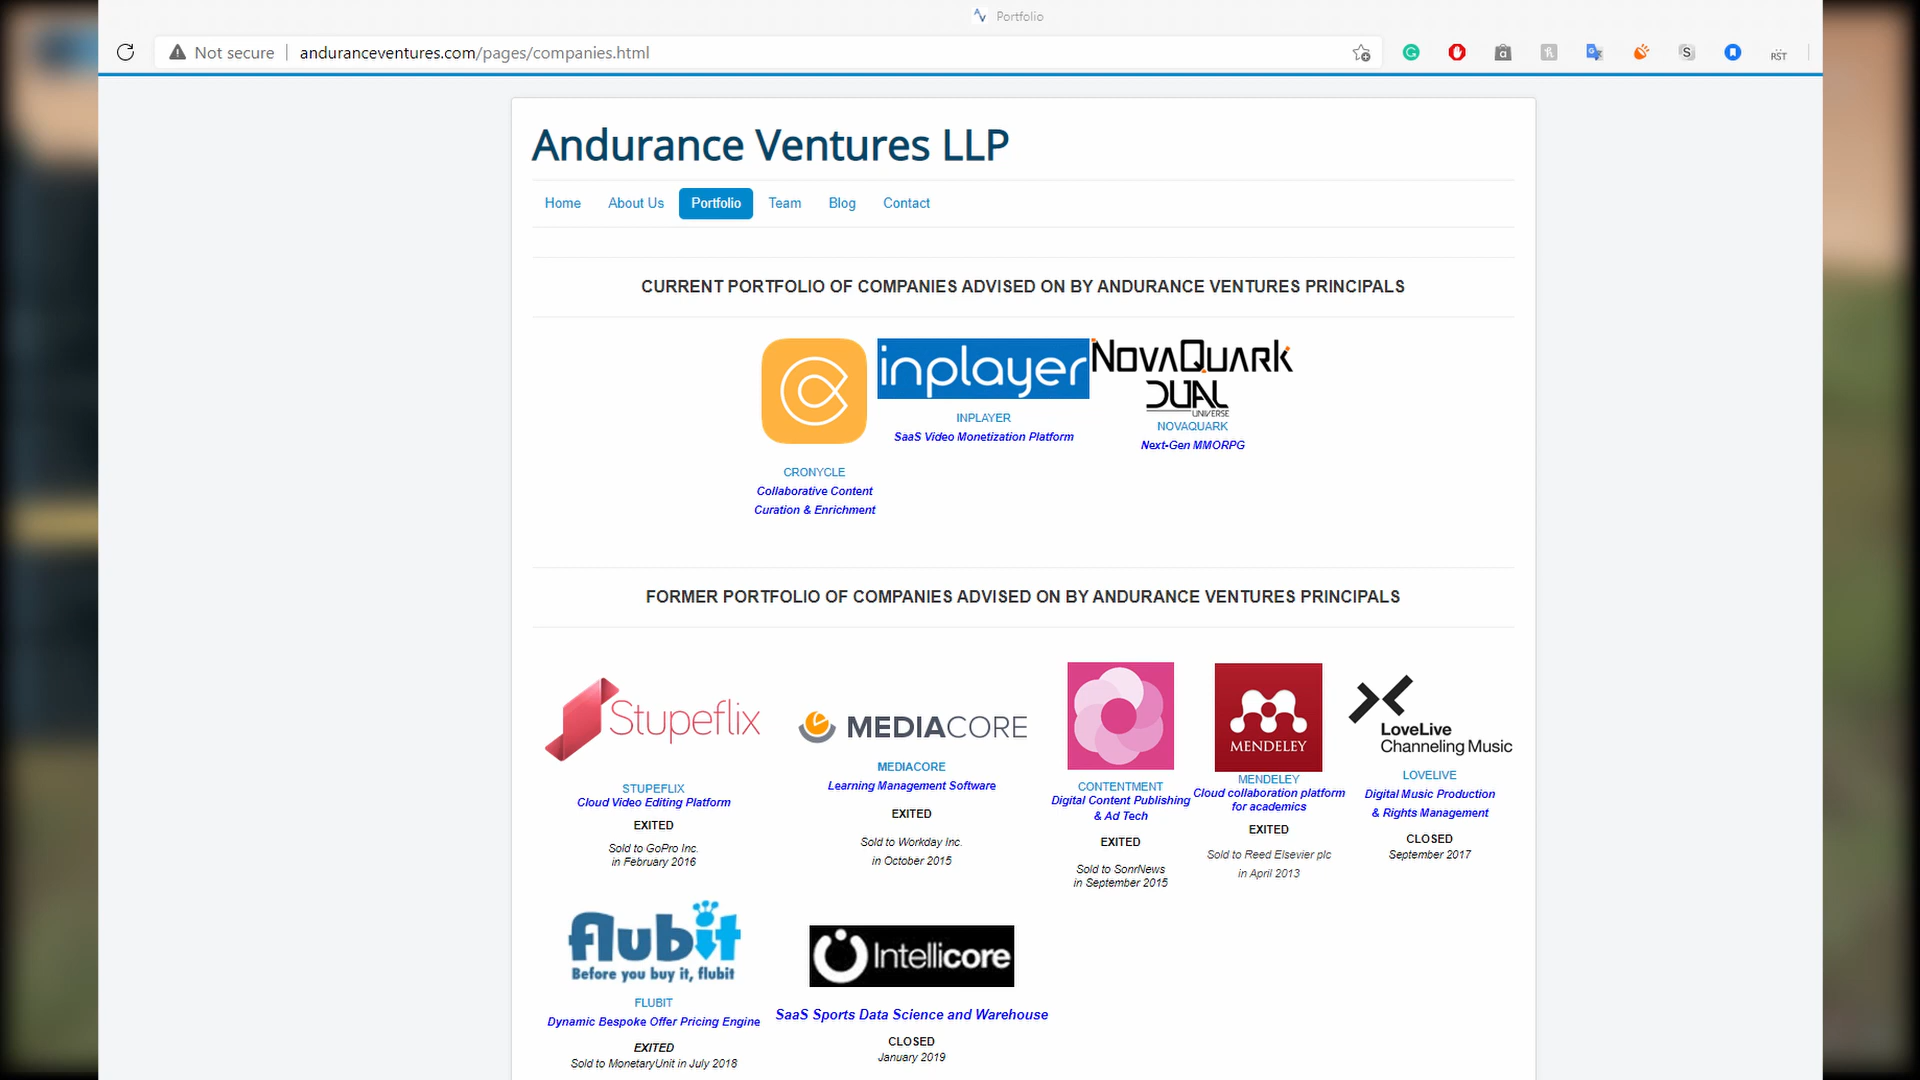 Portfolio
Not secure
anduranceventures.com/pages/companies.html
RST
Andurance Ventures LLP
Home
About Us
Portfolio
Team
Blog
Contact
CURRENT PORTFOLIO OF COMPANIES ADVISED ON BY ANDURANCE VENTURES PRINCIPALS
CRONYCLE
Collaborative Content
Curation & Enrichment
inplayer
INPLAYER
SaaS Video Monetization Platform
NOVAQUARK
DUAL
UNIVERSE
NOVAQUARK
Next-Gen MMORPG
FORMER PORTFOLIO OF COMPANIES ADVISED ON BY ANDURANCE VENTURES PRINCIPALS
Stupeflix
STUPEFLIX
Cloud Video Editing Platform
EXITED
Sold to GoPro Inc.
in February 2016
MEDIACORE
MEDIACORE
Learning Management Software
EXITED
Sold to Workday Inc.
in October 2015
CONTENTMENT
Digital Content Publishing
& Ad Tech
EXITED
Sold to SonrNews
in September 2015
MENDELEY
MENDELEY
Cloud collaboration platform
for academics
EXITED
Sold to Reed Elsevier plc
in April 2013
LoveLive
Channeling Music
LOVELIVE
Digital Music Production
& Rights Management
CLOSED
September 2017
flubit
Before you buy it, flubit
FLUBIT
Dynamic Bespoke Offer Pricing Engine
EXITED
Sold to MonetaryUnit in July 2018
Intellicore
SaaS Sports Data Science and Warehouse
CLOSED
January 2019